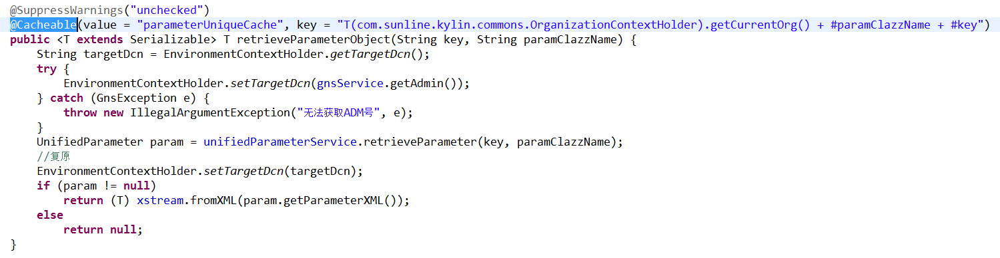 @SuppressWarnings("unchecked")
@Cacheable(value = "parameterUniqueCache", key = "T(com.sunline.kylin.commons.OrganizationContextHolder).getCurrentOrg() + #paramClazzName + #key")
public <T extends Serializable> T retrieveParameterObject(String key, String paramClazzName) {
    String targetDcn = EnvironmentContextHolder.getTargetDcn();
    try {
        EnvironmentContextHolder.setTargetDcn(gnsService.getAdmin());
    } catch (GnsException e) {
        throw new IllegalArgumentException("无法获取ADM号", e);
    }
    UnifiedParameter param = unifiedParameterService.retrieveParameter(key, paramClazzName);
    //复原
    EnvironmentContextHolder.setTargetDcn(targetDcn);
    if (param != null)
        return (T) xstream.fromXML(param.getParameterXML());
    else
        return null;
}